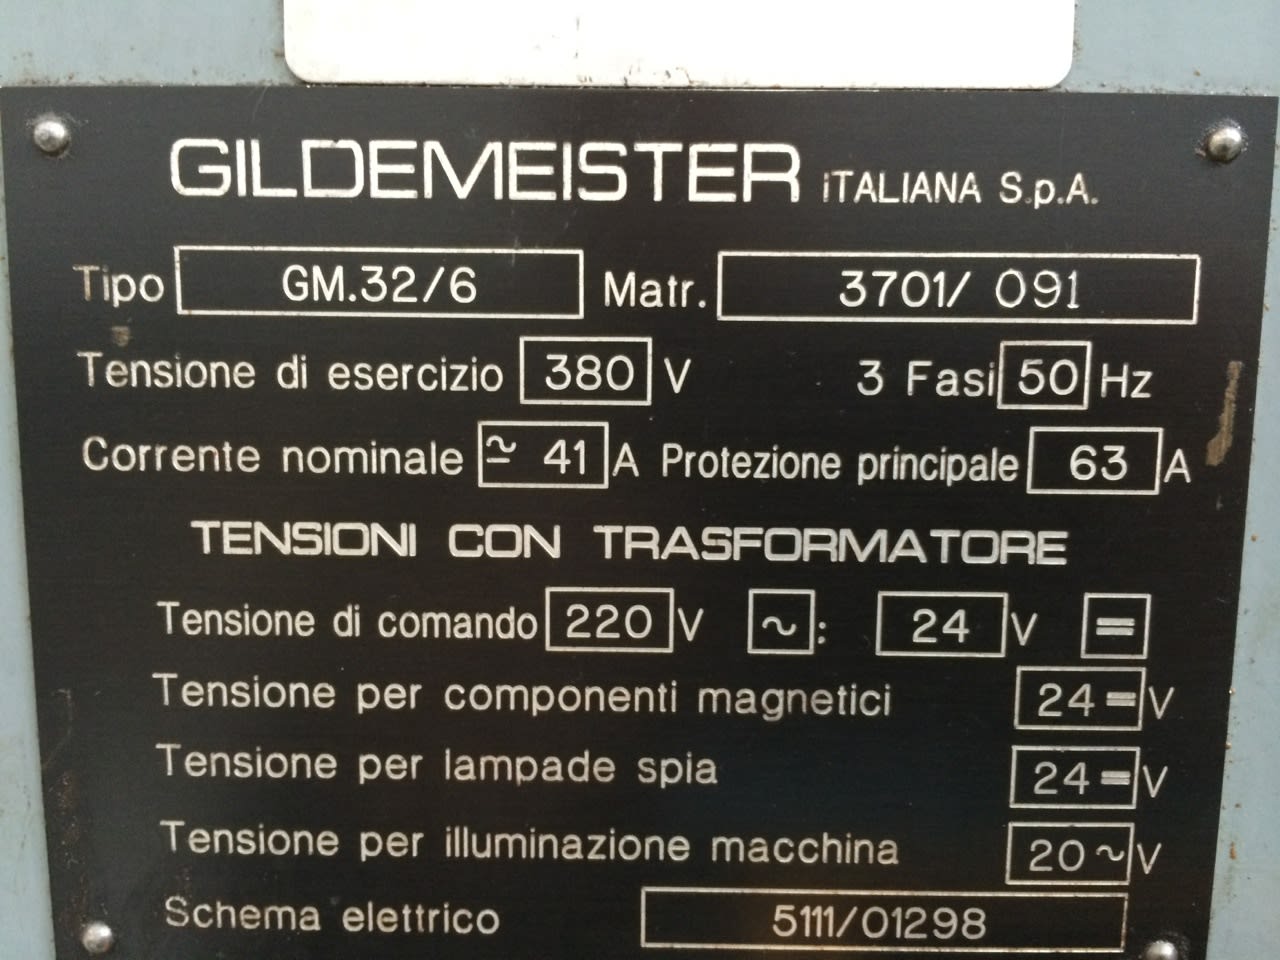 GILDEMEISTER ITALIANA S.p.A.
Tipo GM.32/6 Matr. 3701/ 091
Tensione di esercizio 380 V 3 Fasi 50 Hz
Corrente nominale ≃ 41 A Protezione principale 63 A
TENSIONI CON TRASFORMATORE
Tensione di comando 220 V ~: 24 V =
Tensione per componenti magnetici 24 = V
Tensione per lampade spia 24 = V
Tensione per illuminazione macchina 20 ~ V
Schema elettrico 5111/01298